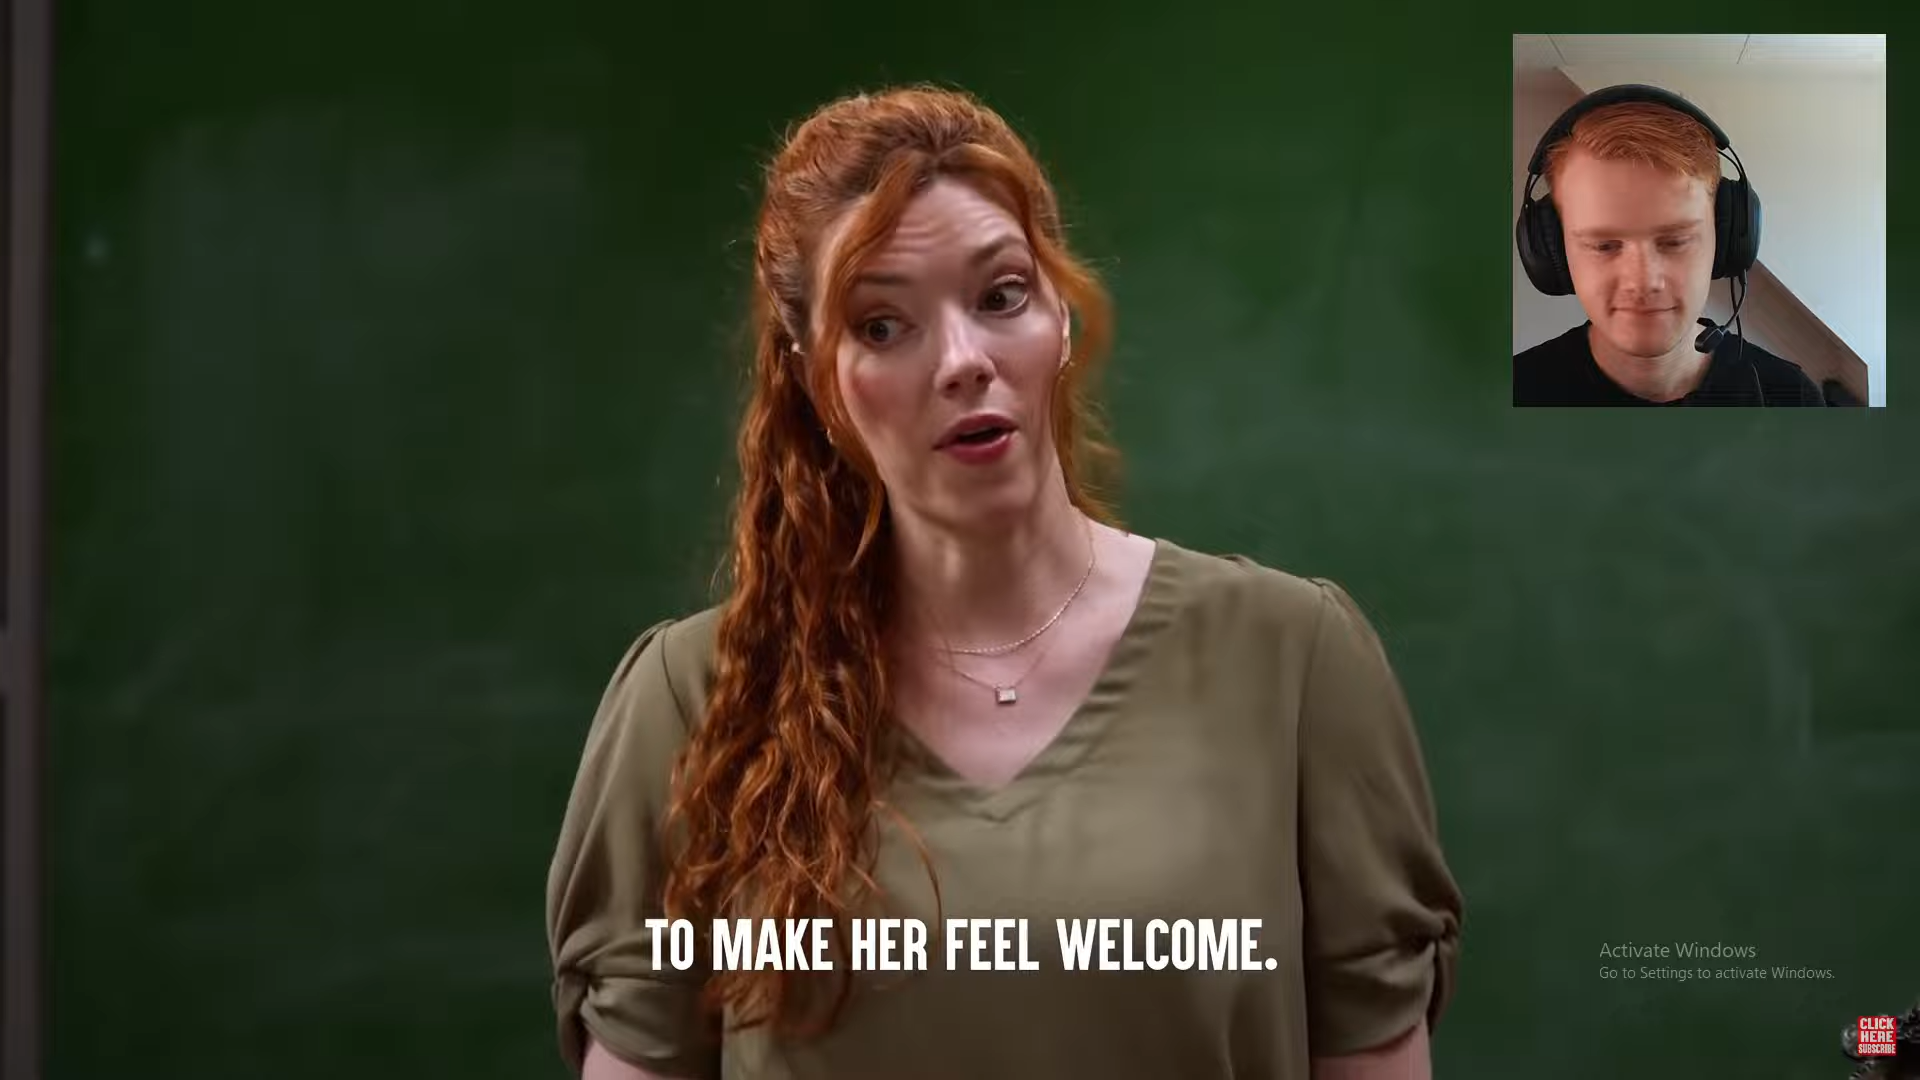 TO MAKE HER FEEL WELCOME.
Activate Windows
Go to Settings to activate Windows.
CLICK
HERE
SUBSCRIBE